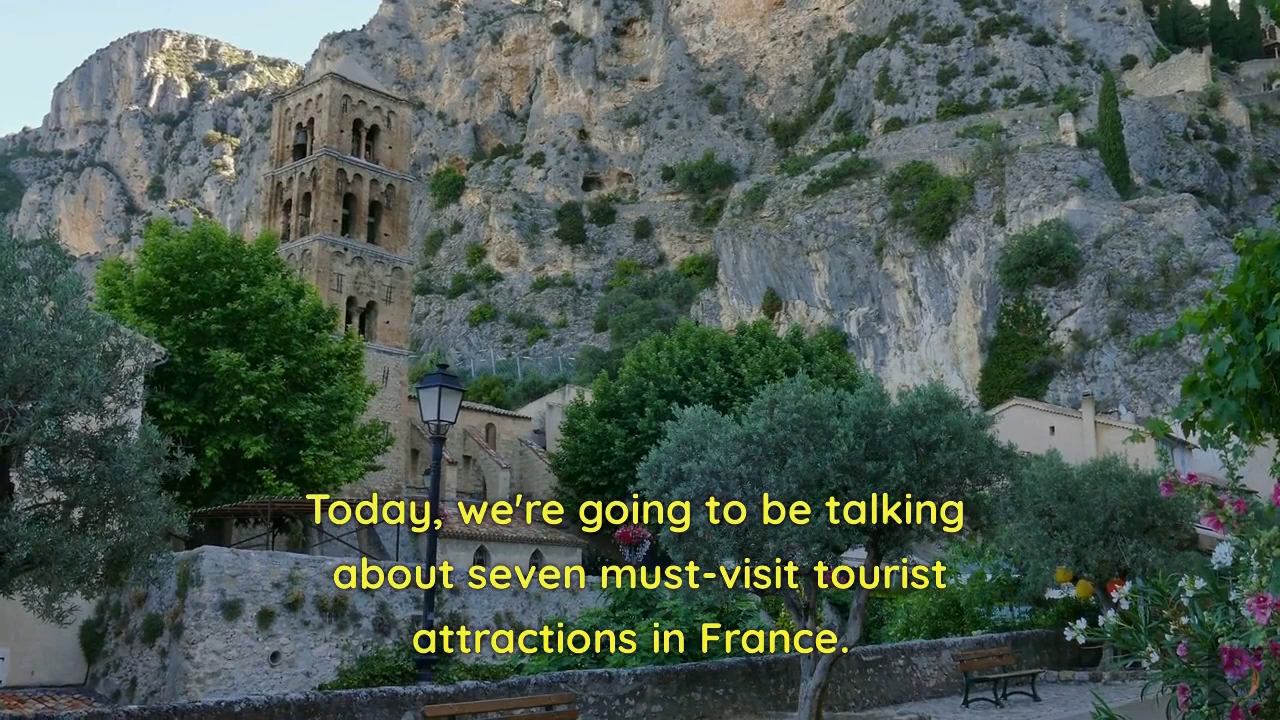 Today, we're going to be talking
about seven must-visit tourist
attractions in France.